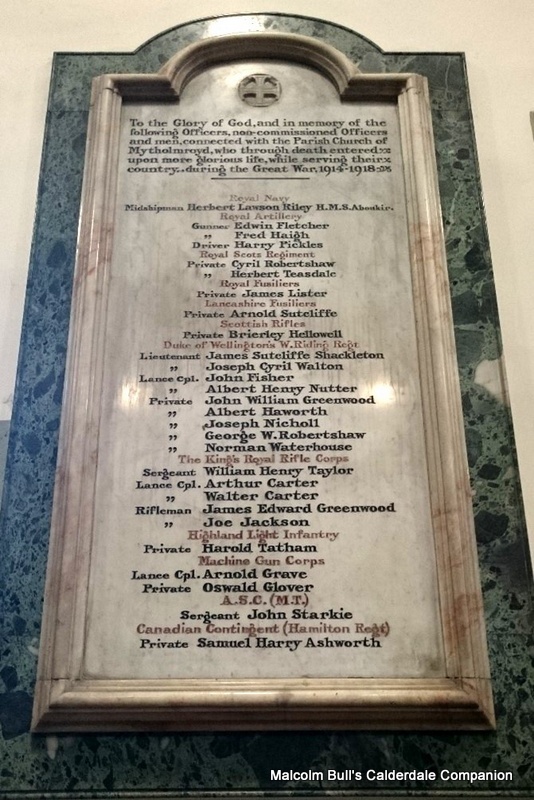 To the Glory of God, and in memory of the
following Officers, non-commissioned Officers
and men, connected with the Parish Church of
Mytholmroyd, who through death entered
upon more glorious life, while serving their
country, during the Great War, 1914-1918.
Royal Navy
Midshipman Herbert Lawson Riley H.M.S. Aboukir.
Royal Artillery
Gunner Edwin Fletcher
" Fred Haigh
Driver Harry Pickles
Royal Scots Regiment
Private Cyril Robertshaw
" Herbert Teasdale
Royal Fusiliers
Private James Lister
Lancashire Fusiliers
Private Arnold Sutcliffe
Scottish Rifles
Private Brierley Hellowell
Duke of Wellington's W. Riding Regt
Lieutenant James Sutcliffe Shackleton
" Joseph Cyril Walton
Lance Cpl. John Fisher
" Albert Henry Nutter
Private John William Greenwood
" Albert Haworth
" Joseph Nicholl
" George W. Robertshaw
" Norman Waterhouse
The King's Royal Rifle Corps
Sergeant William Henry Taylor
Lance Cpl. Arthur Carter
" Walter Carter
Rifleman James Edward Greenwood
" Joe Jackson
Highland Light Infantry
Private Harold Tatham
Machine Gun Corps
Lance Cpl. Arnold Grave
Private Oswald Glover
A.S.C. (M.T.)
Sergeant John Starkie
Canadian Contingent (Hamilton Regt)
Private Samuel Harry Ashworth
Malcolm Bull's Calderdale Companion